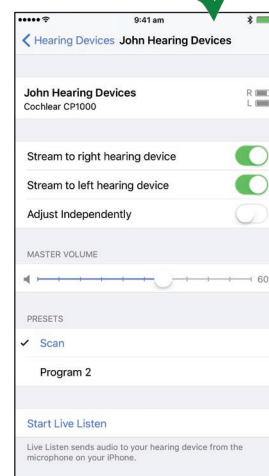 9:41 am
Hearing Devices John Hearing Devices
John Hearing Devices
Cochlear CP1000
R
L
Stream to right hearing device
Stream to left hearing device
Adjust Independently
MASTER VOLUME
60
PRESETS
✓ Scan
Program 2
Start Live Listen
Live Listen sends audio to your hearing device from the
microphone on your iPhone.